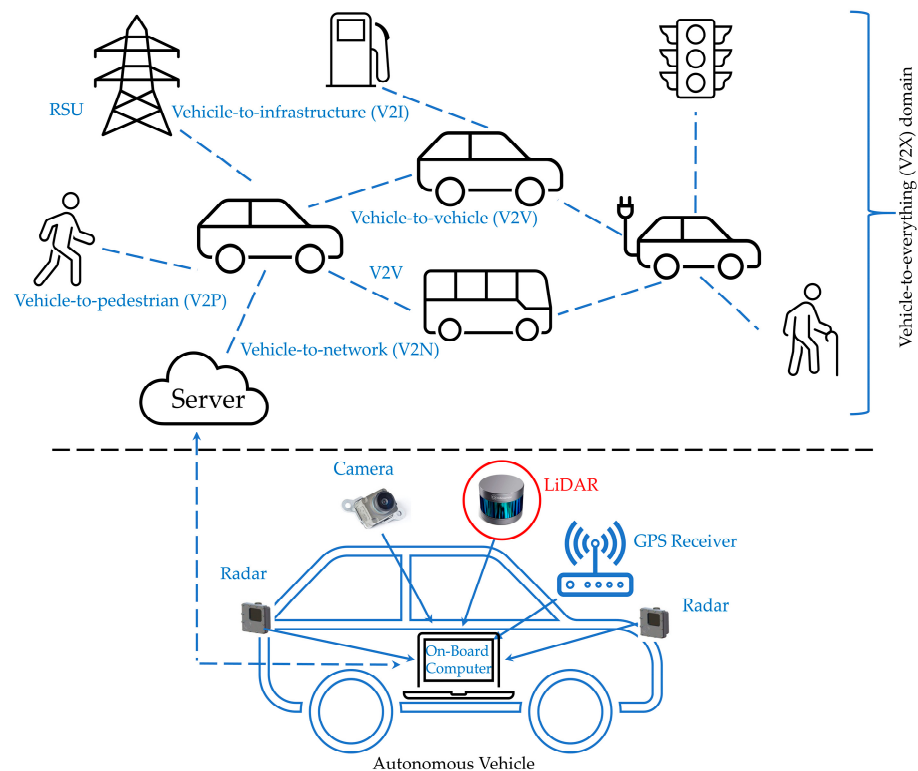 RSU
Vehicile-to-infrastructure (V2I)
Vehicle-to-vehicle (V2V)
V2V
Vehicle-to-pedestrian (V2P)
Vehicle-to-network (V2N)
Server
Vehicle-to-everything (V2X) domain
Camera
LiDAR
GPS Receiver
Radar
Radar
On-Board
Computer
Autonomous Vehicle